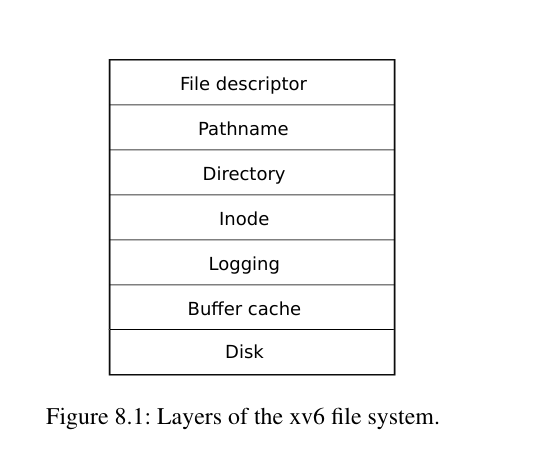 File descriptor
Pathname
Directory
Inode
Logging
Buffer cache
Disk
Figure 8.1: Layers of the xv6 file system.